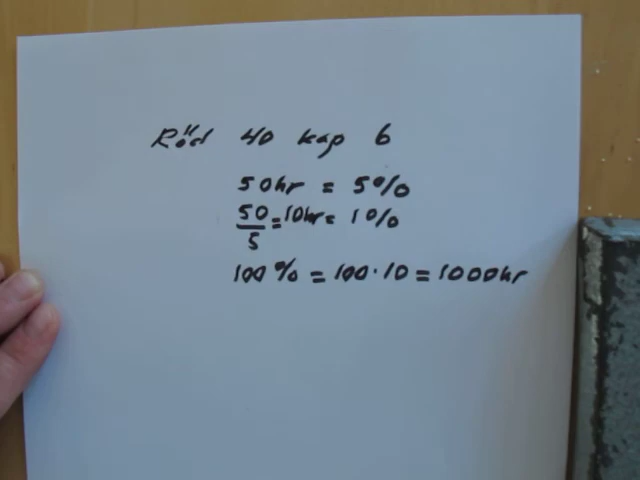 Röd 40 kap 6
50kr = 5%
50/5 = 10kr = 1%
100% = 100·10 = 1000kr